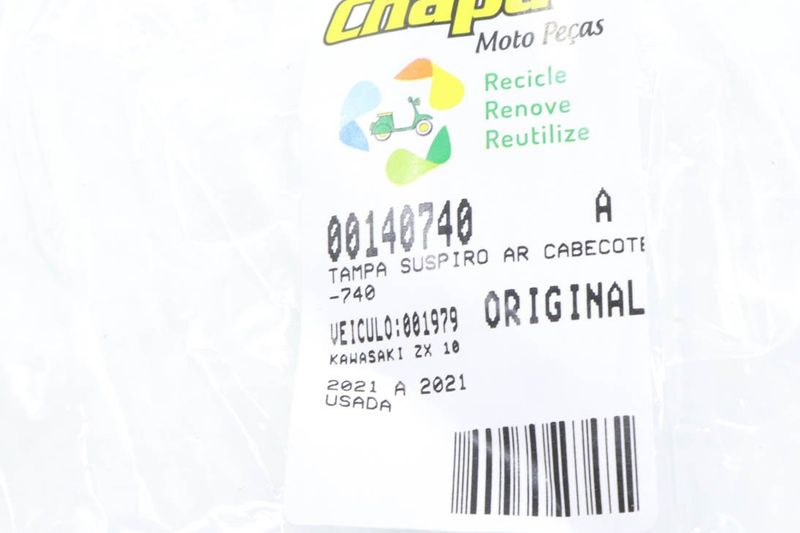 Chapa
Moto Peças
Recicle
Renove
Reutilize
00140740 A
TAMPA SUSPIRO AR CABECOTE
-740
VEICULO:001979 ORIGINAL
KAWASAKI ZX 10
2021 A 2021
USADA